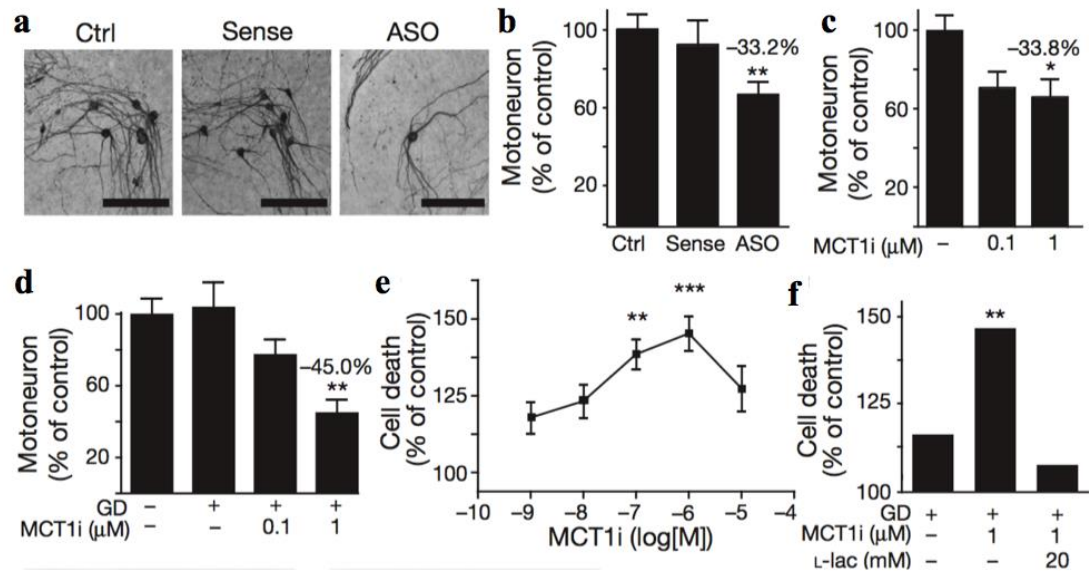 a
Ctrl Sense ASO
b
Motoneuron
(% of control)
100
60
20
–33.2%
**
Ctrl Sense ASO
c
Motoneuron
(% of control)
100
60
20
–33.8%
*
MCT1i (μM) – 0.1 1
d
Motoneuron
(% of control)
100
60
20
–45.0%
**
GD – + + +
MCT1i (μM) – – 0.1 1
e
Cell death
(% of control)
150
125
100
** ***
–10 –9 –8 –7 –6 –5 –4
MCT1i (log[M])
f
Cell death
(% of control)
150
125
100
**
GD + + +
MCT1i (μM) – 1 1
L-lac (mM) – – 20